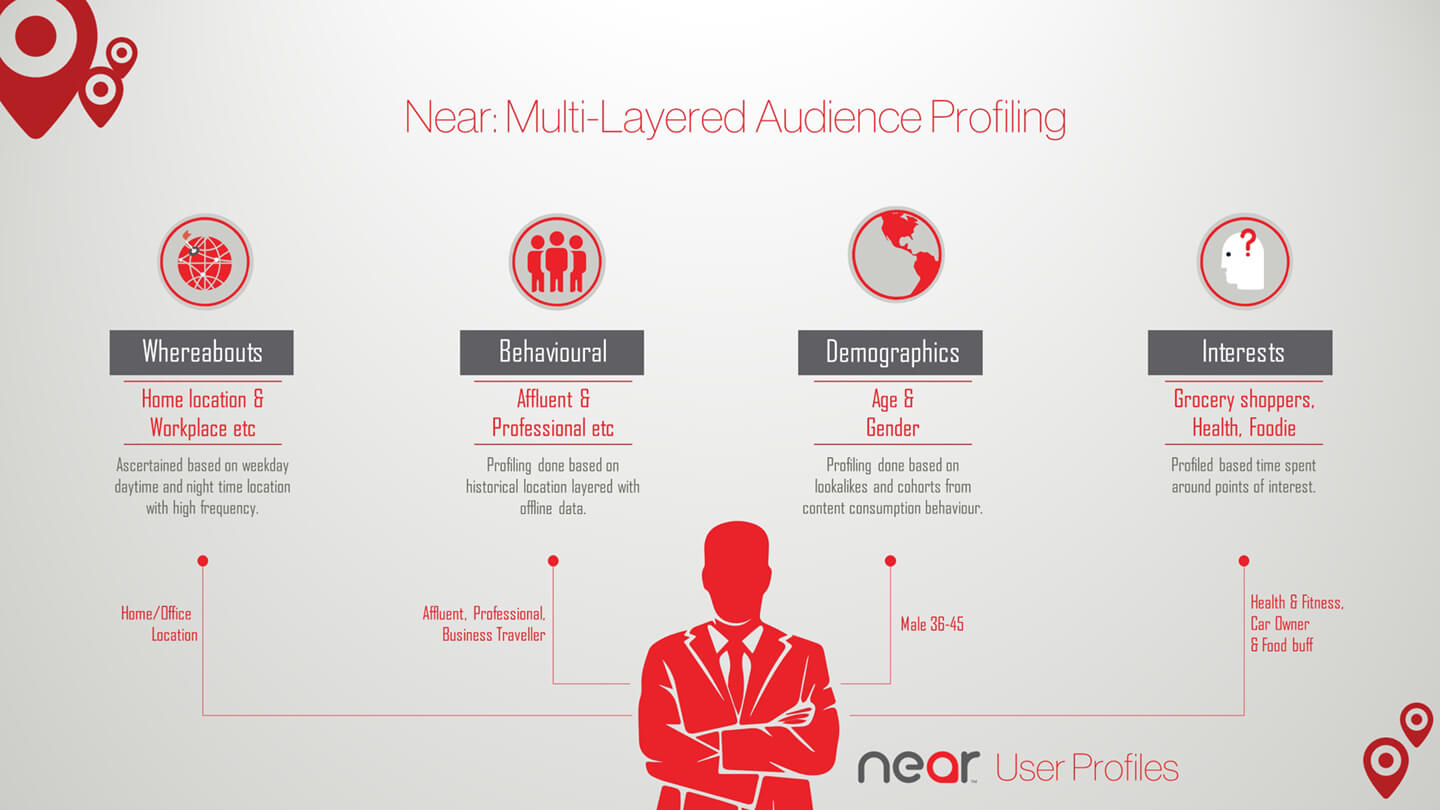 Near: Multi-Layered Audience Profiling
Whereabouts
Home location &
Workplace etc
Ascertained based on weekday
daytime and night time location
with high frequency.
Behavioural
Affluent &
Professional etc
Profiling done based on
historical location layered with
offline data.
Demographics
Age &
Gender
Profiling done based on
lookalikes and cohorts from
content consumption behaviour.
Interests
Grocery shoppers,
Health, Foodie
Profiled based time spent
around points of interest.
Home/Office
Location
Affluent, Professional,
Business Traveller
Male 36-45
Health & Fitness,
Car Owner
& Food buff
near™ User Profiles